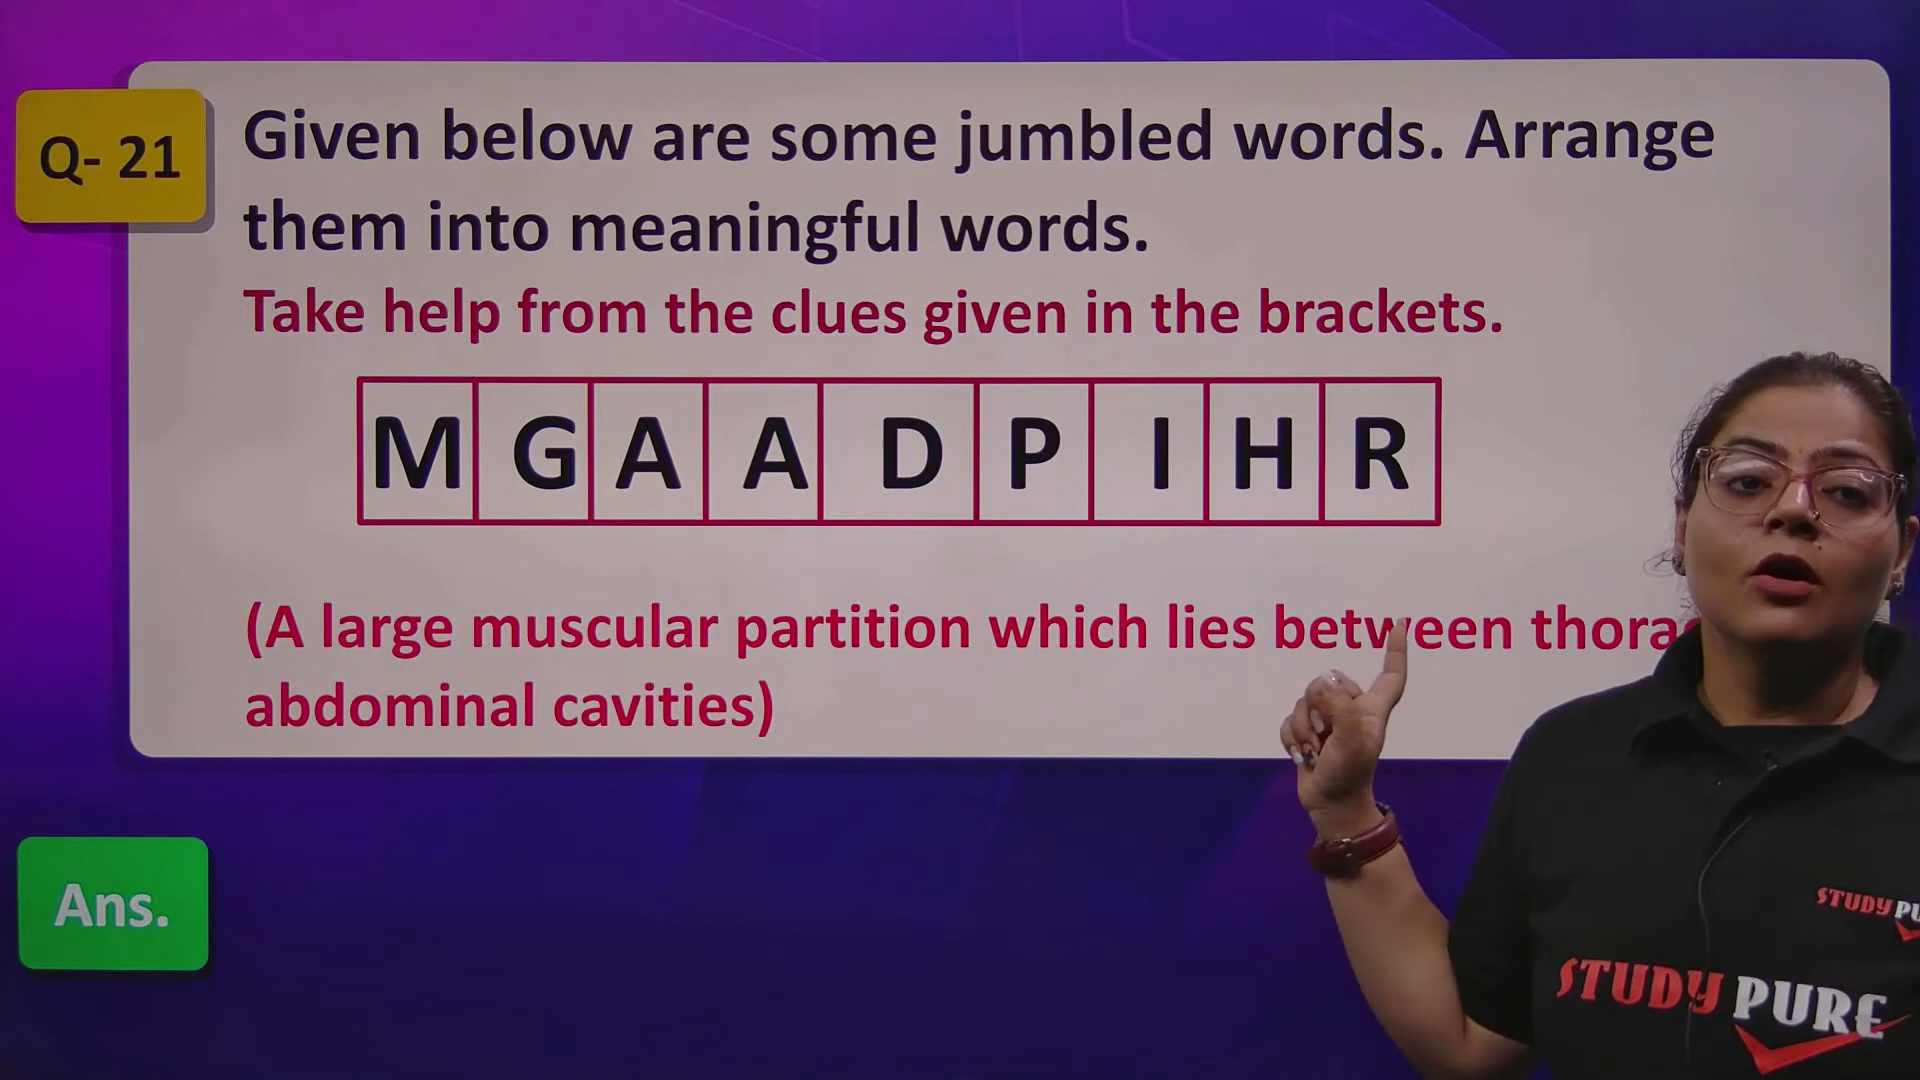 Q- 21
Given below are some jumbled words. Arrange
them into meaningful words.
Take help from the clues given in the brackets.
M G A A D P I H R
(A large muscular partition which lies between
abdominal cavities)
Ans.
STUDY
STUDY PURE